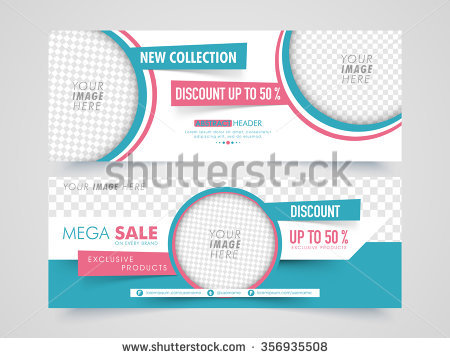 NEW COLLECTION
YOUR
IMAGE
HERE
YOUR
IMAGE
HERE
DISCOUNT UP TO 50 %
ABSTRACT HEADER
YOUR IMAGE HERE
MEGA SALE
ON EVERY BRAND
YOUR
IMAGE
HERE
DISCOUNT
UP TO 50 %
EXCLUSIVE PRODUCTS
EXCLUSIVE
PRODUCTS
shutterstock
www.shutterstock.com · 356935508